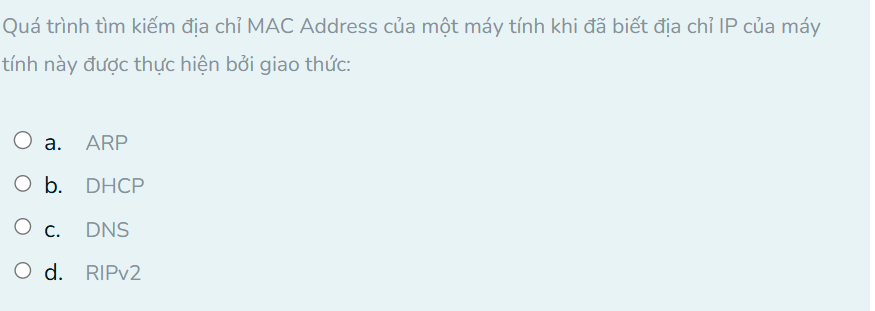 Quá trình tìm kiếm địa chỉ MAC Address của một máy tính khi đã biết địa chỉ IP của máy
tính này được thực hiện bởi giao thức:
a. ARP
b. DHCP
c. DNS
d. RIPv2